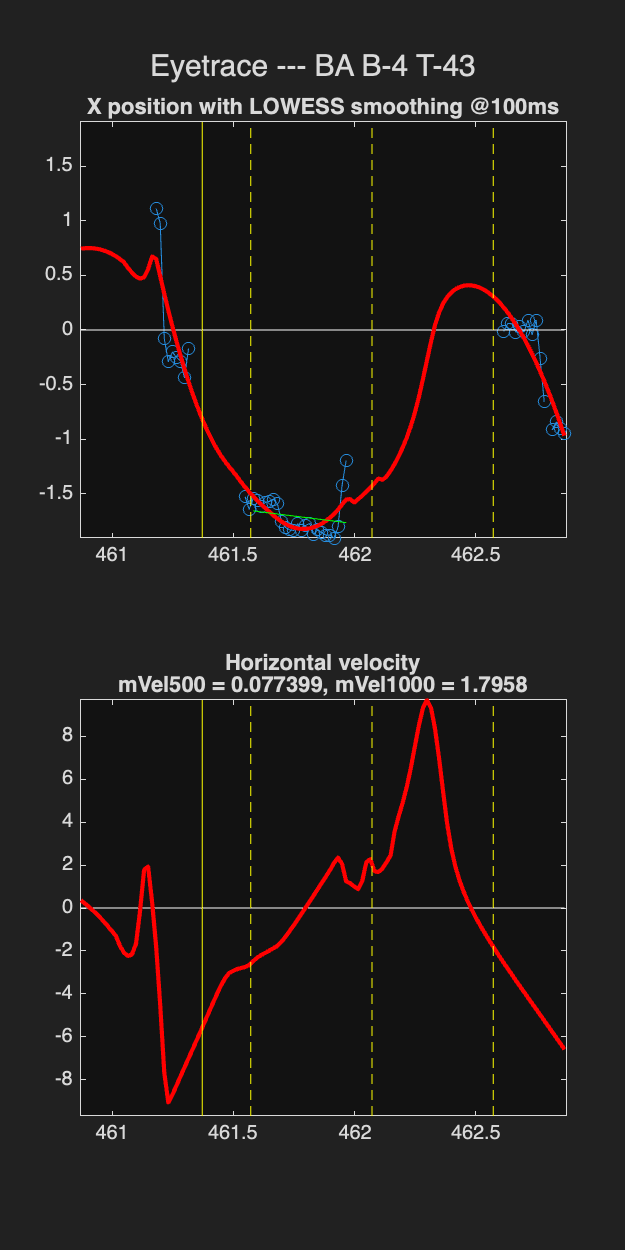 Eyetrace --- BA B-4 T-43
X position with LOWESS smoothing @100ms
1.5
1
0.5
0
-0.5
-1
-1.5
461 461.5 462 462.5
Horizontal velocity
mVel500 = 0.077399, mVel1000 = 1.7958
8
6
4
2
0
-2
-4
-6
-8
461 461.5 462 462.5